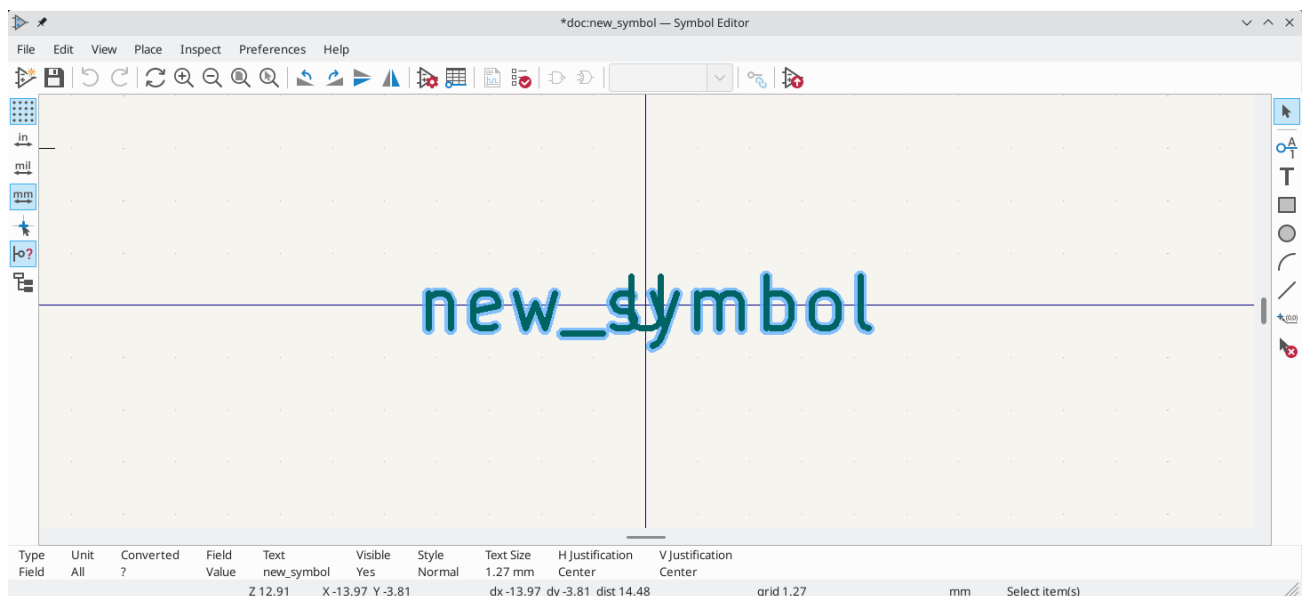 *doc:new_symbol — Symbol Editor
File Edit View Place Inspect Preferences Help
in
mil
mm
A
1
T
(0,0)
?
new_symbol
U
Type Unit Converted Field Text Visible Style Text Size H Justification V Justification
Field All ? Value new_symbol Yes Normal 1.27 mm Center Center
Z 12.91 X -13.97 Y -3.81 dx -13.97 dy -3.81 dist 14.48 grid 1.27 mm Select item(s)